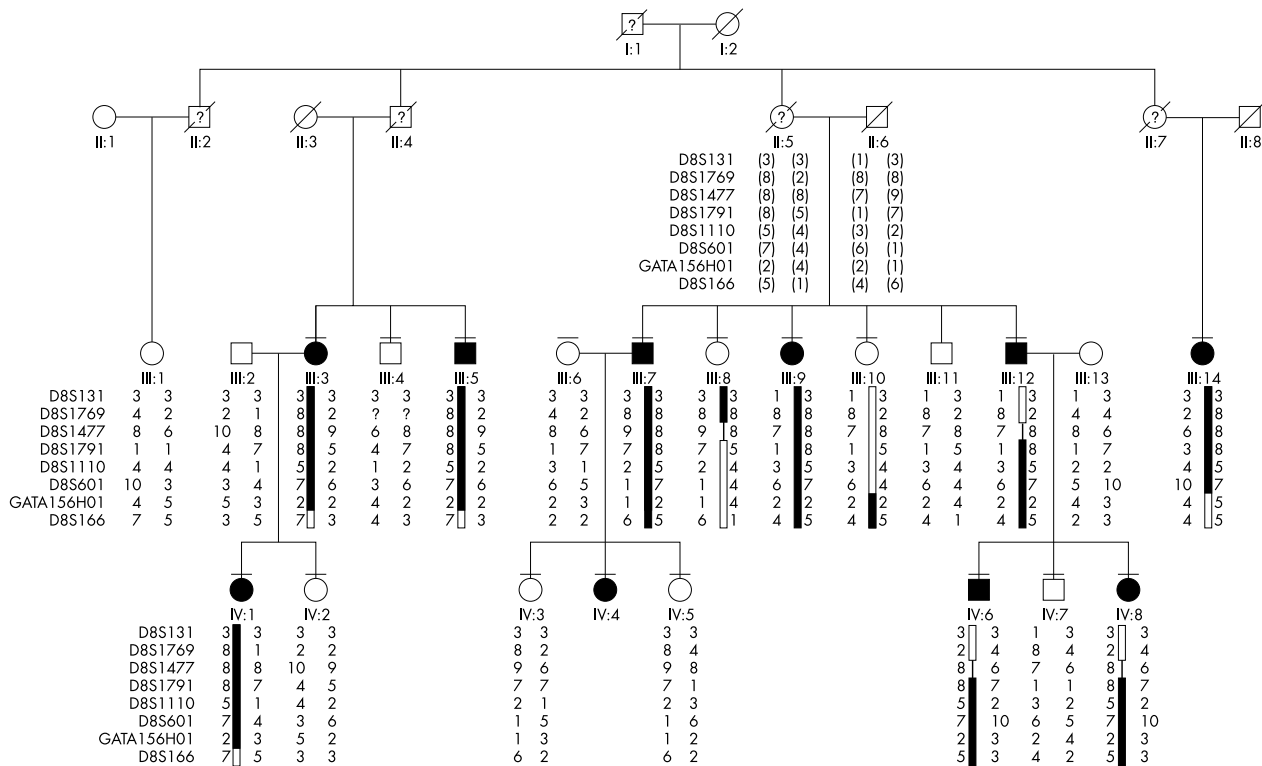 ?
I:1 I:2
? ? ? ?
II:1 II:2 II:3 II:4 II:5 II:6 II:7 II:8
D8S131 (3) (3) (1) (3)
D8S1769 (8) (2) (8) (8)
D8S1477 (8) (8) (7) (9)
D8S1791 (8) (5) (1) (7)
D8S1110 (5) (4) (3) (2)
D8S601 (7) (4) (6) (1)
GATA156H01 (2) (4) (2) (1)
D8S166 (5) (1) (4) (6)
III:1 III:2 III:3 III:4 III:5 III:6 III:7 III:8 III:9 III:10 III:11 III:12 III:13 III:14
D8S131 3 3 3 3 3 3 3 3 3 3 3 3 3 3 3 3 1 3 1 3 1 3 1 3 1 3 3 3
D8S1769 4 2 2 1 8 2 ? ? 8 2 4 2 8 8 8 8 8 8 8 2 8 2 8 2 4 4 2 8
D8S1477 8 6 10 8 8 9 6 8 8 9 8 6 9 8 9 8 7 8 7 8 7 8 7 8 8 6 6 8
D8S1791 1 1 4 7 8 5 4 7 8 5 1 7 7 8 7 5 1 8 1 5 1 5 1 8 1 7 3 8
D8S1110 4 4 4 1 5 2 1 2 5 2 3 1 2 5 2 4 3 5 3 4 3 4 3 5 2 2 4 5
D8S601 10 3 3 4 7 6 3 6 7 6 6 5 1 7 1 4 6 7 6 4 6 4 6 7 5 10 10 7
GATA156H01 4 5 5 3 2 2 4 2 2 2 2 3 1 2 1 4 2 2 2 2 2 4 2 2 4 3 4 2
D8S166 7 5 3 5 7 3 4 3 7 3 2 2 6 5 6 1 4 5 4 5 4 1 4 5 2 3 4 5
IV:1 IV:2 IV:3 IV:4 IV:5 IV:6 IV:7 IV:8
D8S131 3 3 3 3 3 3 3 3 3 3 1 3 3 3
D8S1769 8 1 2 2 8 2 8 4 2 4 8 4 2 4
D8S1477 8 8 10 9 9 6 9 8 8 6 7 6 8 6
D8S1791 8 7 4 5 7 7 7 1 8 7 1 1 8 7
D8S1110 5 1 4 2 2 1 2 3 5 2 3 2 5 2
D8S601 7 4 3 6 1 5 1 6 7 10 6 5 7 10
GATA156H01 2 3 5 2 1 3 1 2 2 3 2 4 2 3
D8S166 7 5 3 3 6 2 6 2 5 3 4 2 5 3